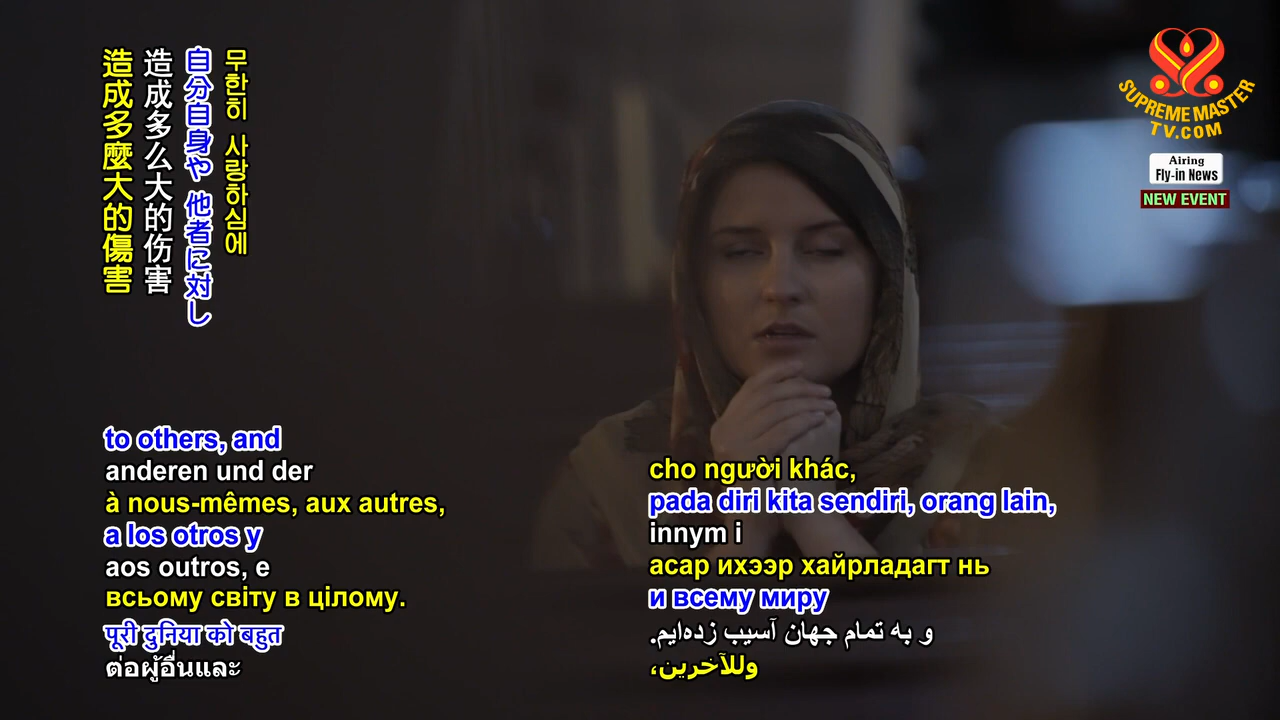 造成多麼大的傷害
造成多么大的伤害
自分自身や 他者に対し
무한히 사랑하심에
SUPREME MASTER
TV.COM
Airing
Fly-in News
NEW EVENT
to others, and
anderen und der
à nous-mêmes, aux autres,
a los otros y
aos outros, e
всьому світу в цілому.
पूरी दुनिया को बहुत
ต่อผู้อื่นและ
cho người khác,
pada diri kita sendiri, orang lain,
innym i
асар ихээр хайрладагт нь
и всему миру
و به تمام جهان آسیب زده‌ایم.
وللآخرين،